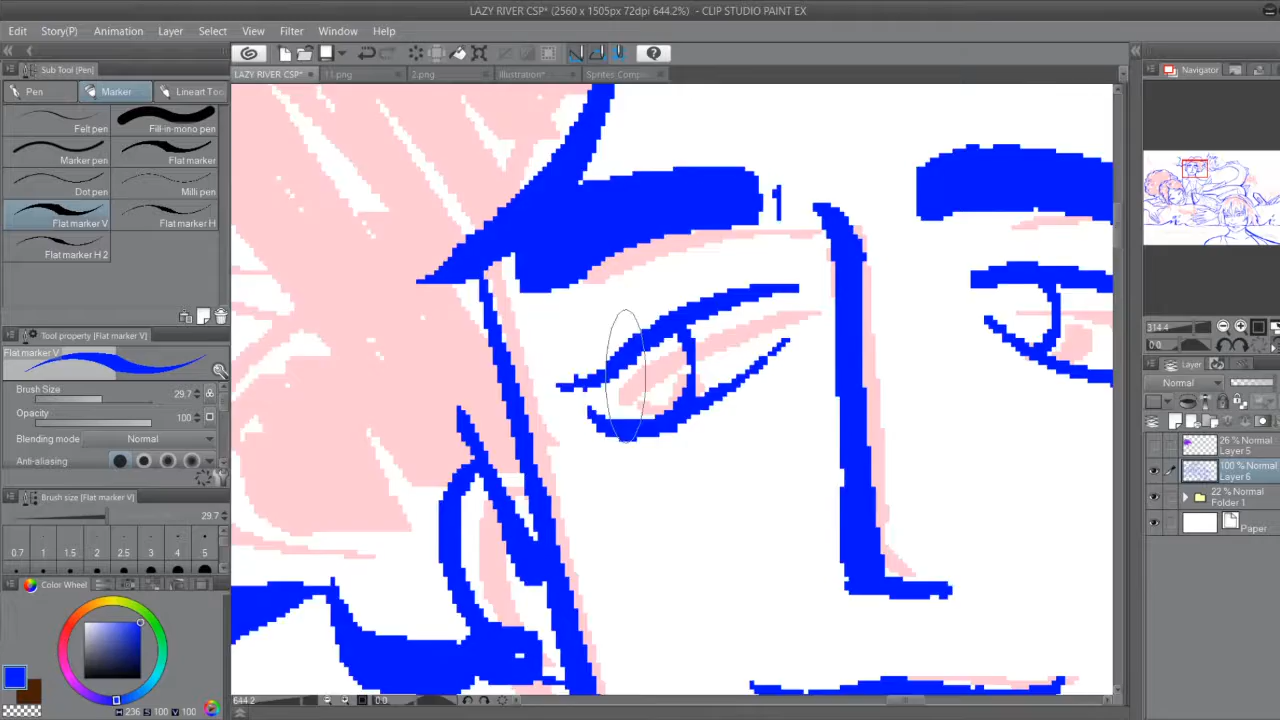 LAZY RIVER CSP* (2560 x 1505px 72dpi 644.2%) - CLIP STUDIO PAINT EX
Edit Story(P) Animation Layer Select View Filter Window Help
Sub Tool [Pen]
LAZY RIVER CSP* 11.png 2.png Illustration*
Navigator
Pen Marker Lineart Too
Felt pen Fill-in-mono pen
Marker pen Flat marker
Dot pen Milli pen
Flat marker V Flat marker H
Flat marker H 2
Tool property [Flat marker V]
Flat marker V
Brush Size 29.7
Opacity 100
Blending mode Normal
Anti-aliasing
Brush size [Flat marker V]
29.7
0.7 1 1.5 2 2.5 3 4 5
Color Wheel
H 236 S 100 V 100
644.2 0.0
314.4
0.0
Layer
Normal
26 % Normal
Layer 5
100 % Normal
Layer 6
22 % Normal
Folder 1
Paper